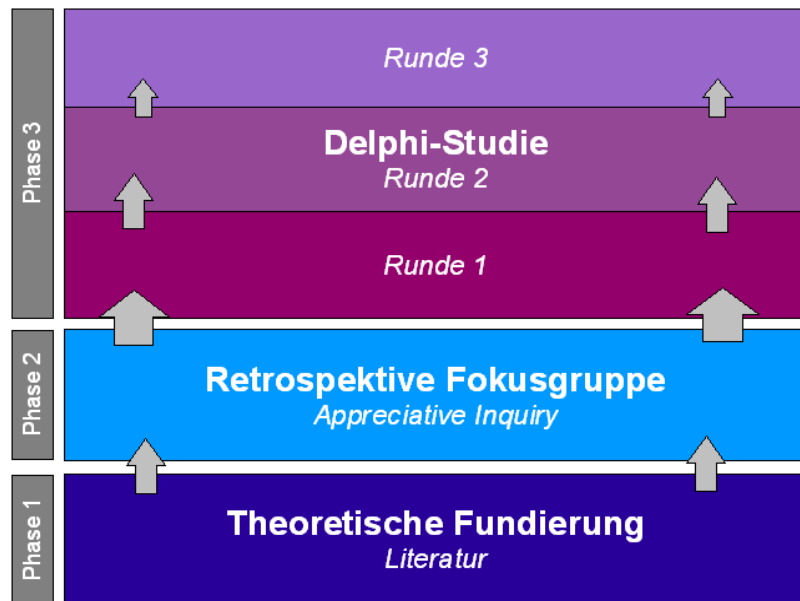 Phase 3
Runde 3
Delphi-Studie
Runde 2
Runde 1
Phase 2
Retrospektive Fokusgruppe
Appreciative Inquiry
Phase 1
Theoretische Fundierung
Literatur